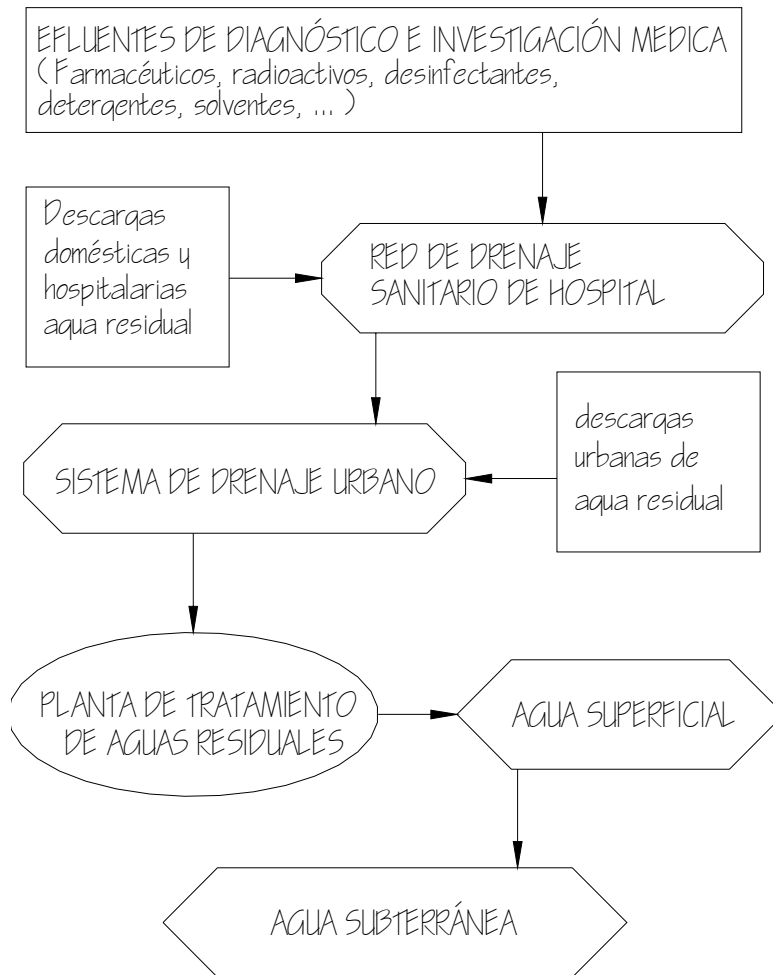 EFLUENTES DE DIAGNÓSTICO E INVESTIGACIÓN MEDICA
(Farmacéuticos, radioactivos, desinfectantes,
detergentes, solventes, ... )
Descargas
domésticas y
hospitalarias
agua residual
RED DE DRENAJE
SANITARIO DE HOSPITAL
descargas
urbanas de
agua residual
SISTEMA DE DRENAJE URBANO
PLANTA DE TRATAMIENTO
DE AGUAS RESIDUALES
AGUA SUPERFICIAL
AGUA SUBTERRÁNEA